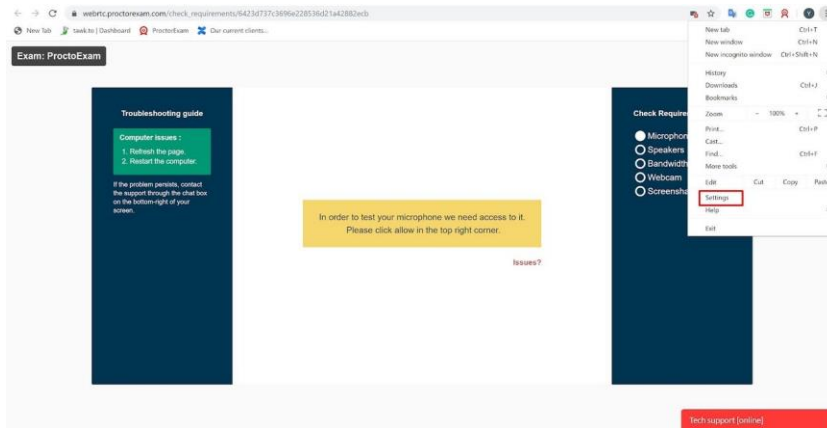 webrtc.proctorexam.com/check_requirements/6423d737c3696e228536d21a42882ecb
New Tab tawk.to | Dashboard ProctorExam Our current clients...
Exam: ProctoExam
Troubleshooting guide
Computer issues :
1. Refresh the page.
2. Restart the computer.
If the problem persists, contact
the support through the chat box
on the bottom-right of your
screen.
In order to test your microphone we need access to it.
Please click allow in the top right corner.
Issues?
Check Require
Microphon
Speakers
Bandwidth
Webcam
Screensha
V
New tab Ctrl+T
New window Ctrl+N
New incognito window Ctrl+Shift+N
History
Downloads Ctrl+J
Bookmarks
Zoom - 100% +
Print... Ctrl+P
Cast...
Find... Ctrl+F
More tools
Edit Cut Copy Paste
Settings
Help
Exit
Tech support [online]